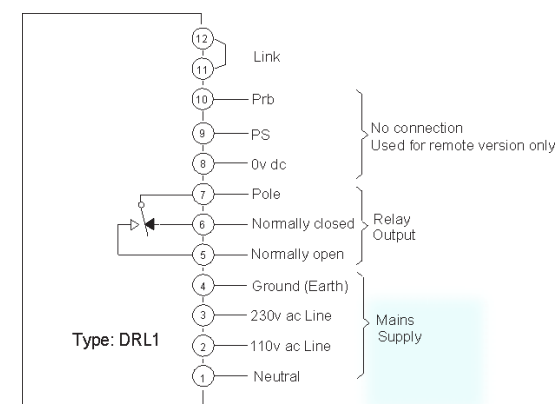 12
Link
11
10 Prb
9 PS
8 0v dc
No connection
Used for remote version only
7 Pole
6 Normally closed
5 Normally open
Relay
Output
4 Ground (Earth)
3 230v ac Line
2 110v ac Line
1 Neutral
Mains
Supply
Type: DRL1